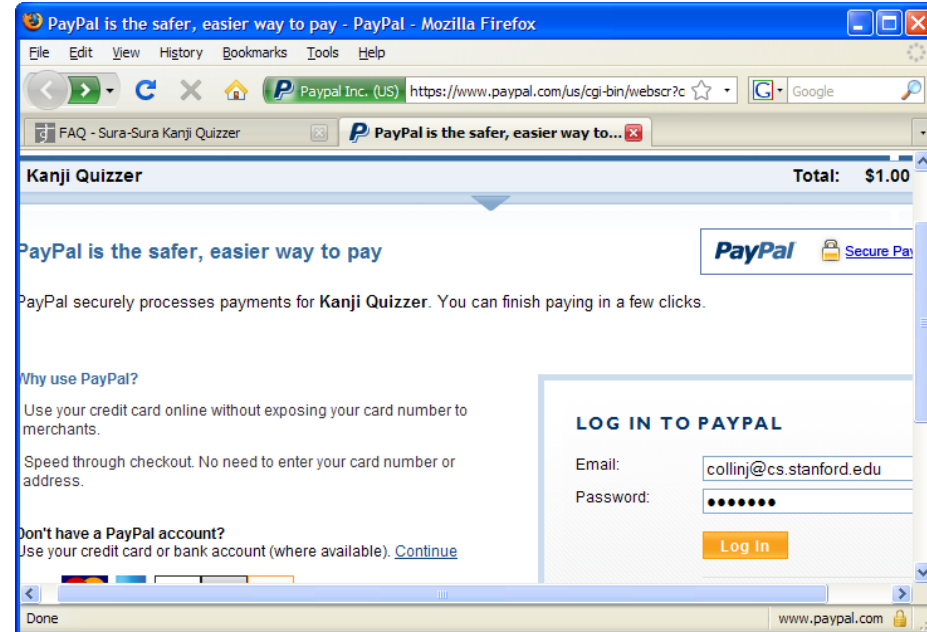 PayPal is the safer, easier way to pay - PayPal - Mozilla Firefox
File Edit View History Bookmarks Tools Help
Paypal Inc. (US) https://www.paypal.com/us/cgi-bin/webscr?c Google
FAQ - Sura-Sura Kanji Quizzer PayPal is the safer, easier way to...
Kanji Quizzer Total: $1.00
PayPal is the safer, easier way to pay
PayPal Secure Pay
PayPal securely processes payments for Kanji Quizzer. You can finish paying in a few clicks.
Why use PayPal?
Use your credit card online without exposing your card number to
merchants.
Speed through checkout. No need to enter your card number or
address.
Don't have a PayPal account?
Use your credit card or bank account (where available). Continue
LOG IN TO PAYPAL
Email: collinj@cs.stanford.edu
Password: •••••••
Log In
Done www.paypal.com